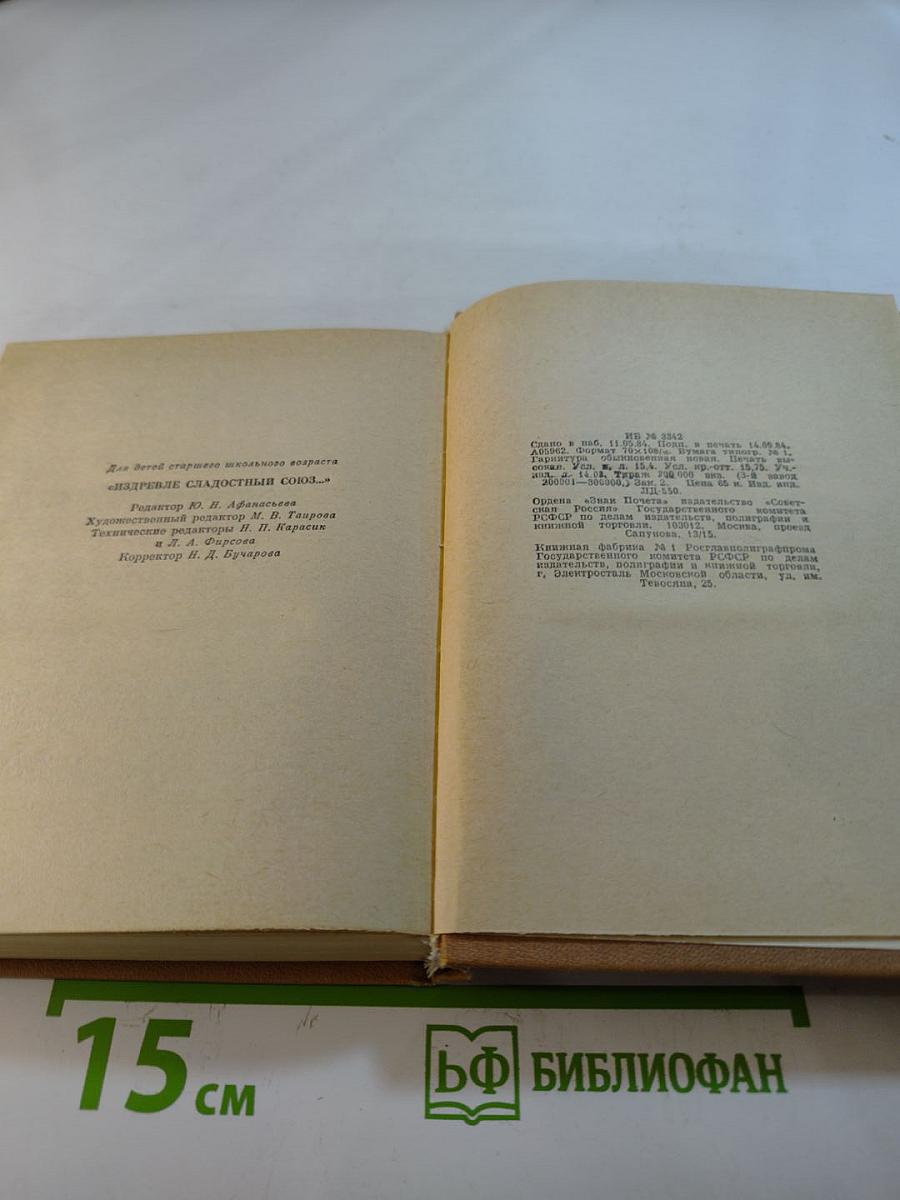 Для детей старшего школьного возраста
«ИЗДРЕВЛЕ СЛАДОСТНЫЙ СОЮЗ...»
Редактор Ю. Н. Афанасьева
Художественный редактор М. В. Таирова
Технические редакторы Н. П. Карасик
и Л. А. Фирсова
Корректор Н. Д. Бучарова
ИБ № 3342
Сдано в наб. 11.05.84. Подп. в печать 14.09.84.
А05962. Формат 70×108/. Бумага типогр. № 1.
Гарнитура обыкновенная новая. Печать вы-
сокая. Усл. п. л. 15,4. Усл. кр.-отт. 15,75. Уч.-
изд. л. 14,02. Тираж 000 экз. (3-й завод
200001—300000.) Зак. 2. Цена 65 к. Изд. инд.
ЛД-550.
Ордена «Знак Почета» издательство «Совет-
ская Россия» Государственного комитета
РСФСР по делам издательств, полиграфии и
книжной торговли. 103012, Москва, проезд
Сапунова, 13/15.
Книжная фабрика № 1 Росглавполиграфпрома
Государственного комитета РСФСР по делам
издательств, полиграфии и книжной торговли,
г. Электросталь Московской области, ул. им.
Тевосяна, 25.
15 см
ЬФ БИБЛИОФАН